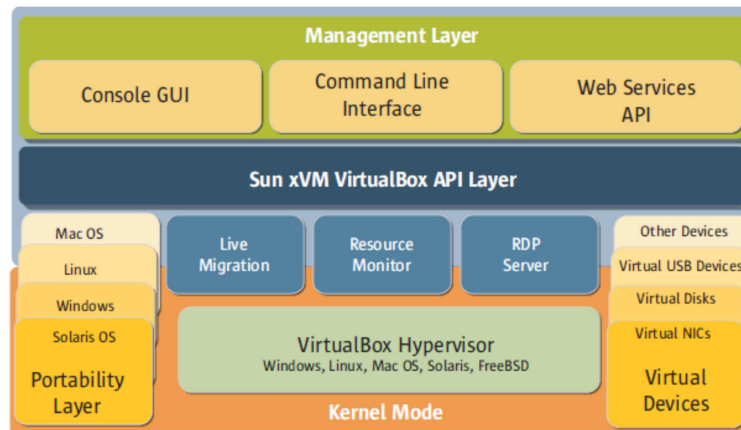 Management Layer
Console GUI
Command Line
Interface
Web Services
API
Sun xVM VirtualBox API Layer
Mac OS
Linux
Windows
Solaris OS
Portability
Layer
Live
Migration
Resource
Monitor
RDP
Server
VirtualBox Hypervisor
Windows, Linux, Mac OS, Solaris, FreeBSD
Kernel Mode
Other Devices
Virtual USB Devices
Virtual Disks
Virtual NICs
Virtual
Devices